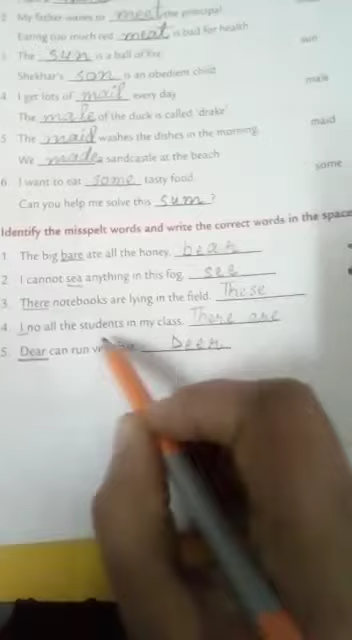 2 My father wants to meet the principal.
Eating too much red meat is bad for health.
3 The sun is a ball of fire.
sun
Shekhar's son is an obedient child.
male
4 I get lots of mail every day.
The male of the duck is called 'drake'.
maid
5 The maid washes the dishes in the morning.
We made a sandcastle at the beach.
some
6 I want to eat some tasty food.
Can you help me solve this sum?
Identify the misspelt words and write the correct words in the space
1 The big bare ate all the honey. bear
2 I cannot sea anything in this fog. see
3. There notebooks are lying in the field. These
4. I no all the students in my class. There are
5. Dear can run Deer